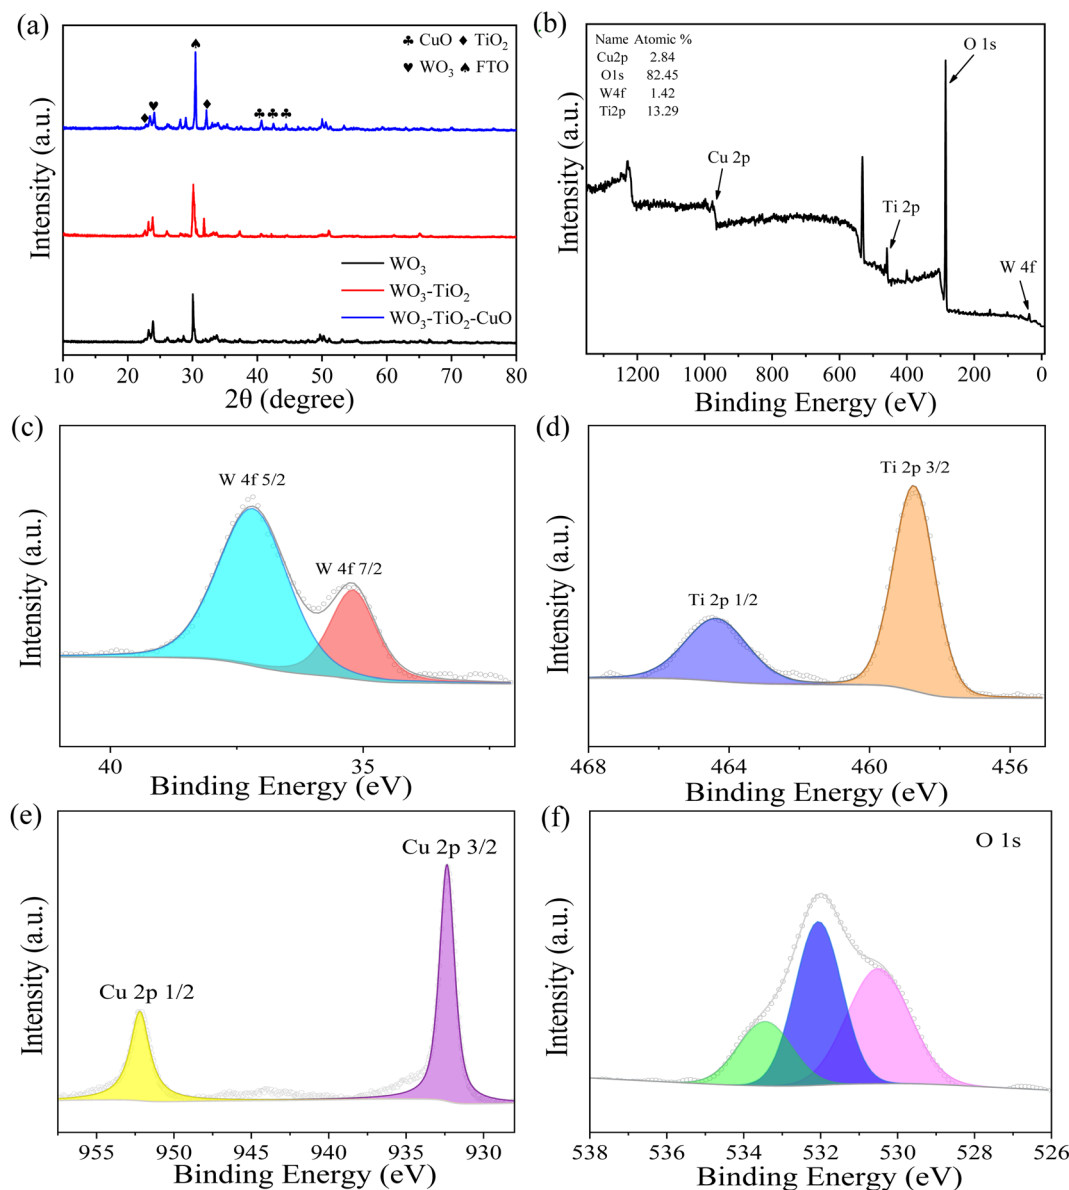 (a)
Intensity (a.u.)
♣ CuO ♦ TiO₂
♥ WO₃ ♠ FTO
WO₃
WO₃-TiO₂
WO₃-TiO₂-CuO
10 20 30 40 50 60 70 80
2θ (degree)
(b)
Intensity (a.u.)
Name Atomic %
Cu2p 2.84
O1s 82.45
W4f 1.42
Ti2p 13.29
O 1s
Cu 2p
Ti 2p
W 4f
1200 1000 800 600 400 200 0
Binding Energy (eV)
(c)
Intensity (a.u.)
W 4f 5/2
W 4f 7/2
40 35
Binding Energy (eV)
(d)
Intensity (a.u.)
Ti 2p 3/2
Ti 2p 1/2
468 464 460 456
Binding Energy (eV)
(e)
Intensity (a.u.)
Cu 2p 3/2
Cu 2p 1/2
955 950 945 940 935 930
Binding Energy (eV)
(f)
Intensity (a.u.)
O 1s
538 536 534 532 530 528 526
Binding Energy (eV)